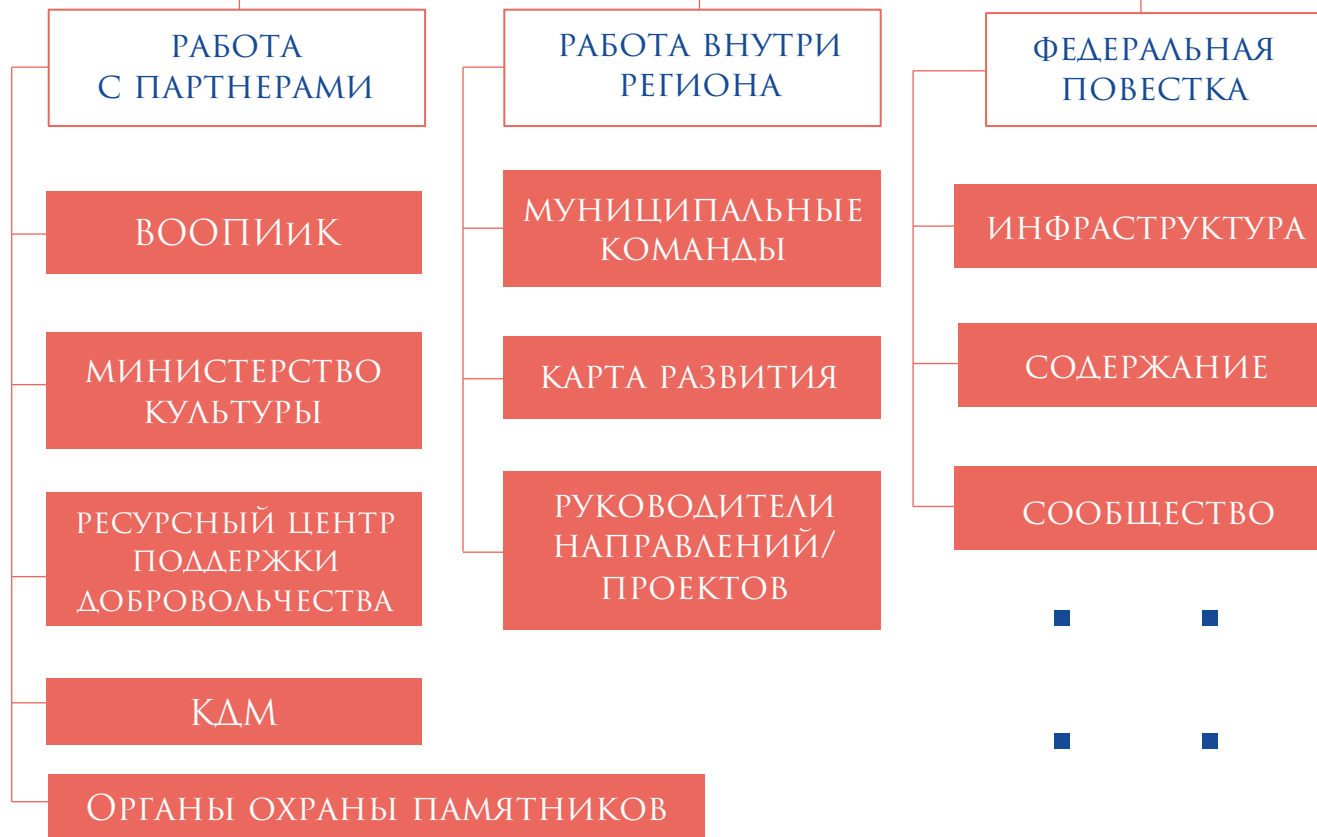 РАБОТА
С ПАРТНЕРАМИ
ВООПИиК
МИНИСТЕРСТВО
КУЛЬТУРЫ
РЕСУРСНЫЙ ЦЕНТР
ПОДДЕРЖКИ
ДОБРОВОЛЬЧЕСТВА
КДМ
ОРГАНЫ ОХРАНЫ ПАМЯТНИКОВ
РАБОТА ВНУТРИ
РЕГИОНА
МУНИЦИПАЛЬНЫЕ
КОМАНДЫ
КАРТА РАЗВИТИЯ
РУКОВОДИТЕЛИ
НАПРАВЛЕНИЙ/
ПРОЕКТОВ
ФЕДЕРАЛЬНАЯ
ПОВЕСТКА
ИНФРАСТРУКТУРА
СОДЕРЖАНИЕ
СООБЩЕСТВО